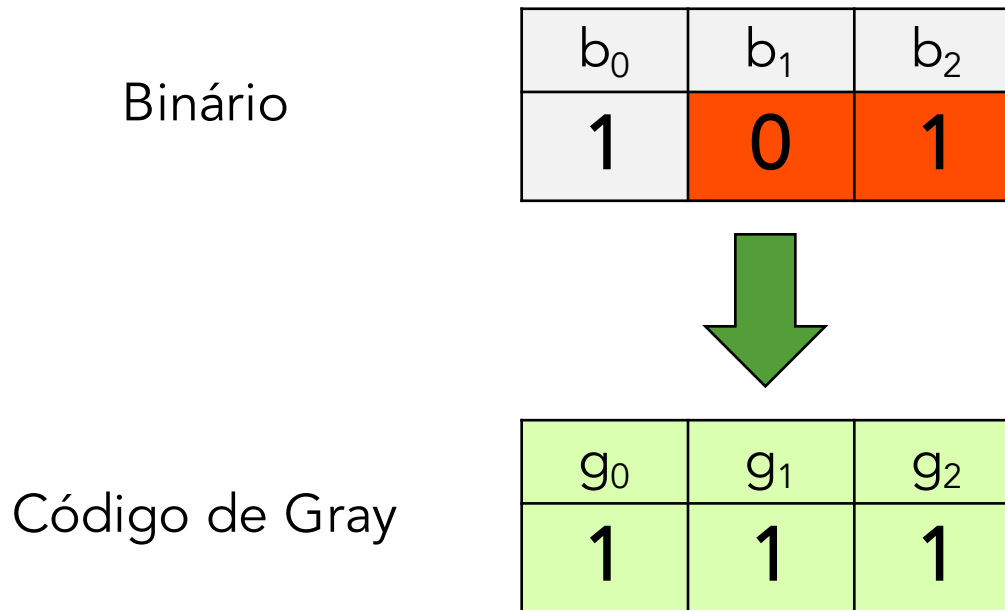 Binário
b₀ b₁ b₂
1 0 1
Código de Gray
g₀ g₁ g₂
1 1 1